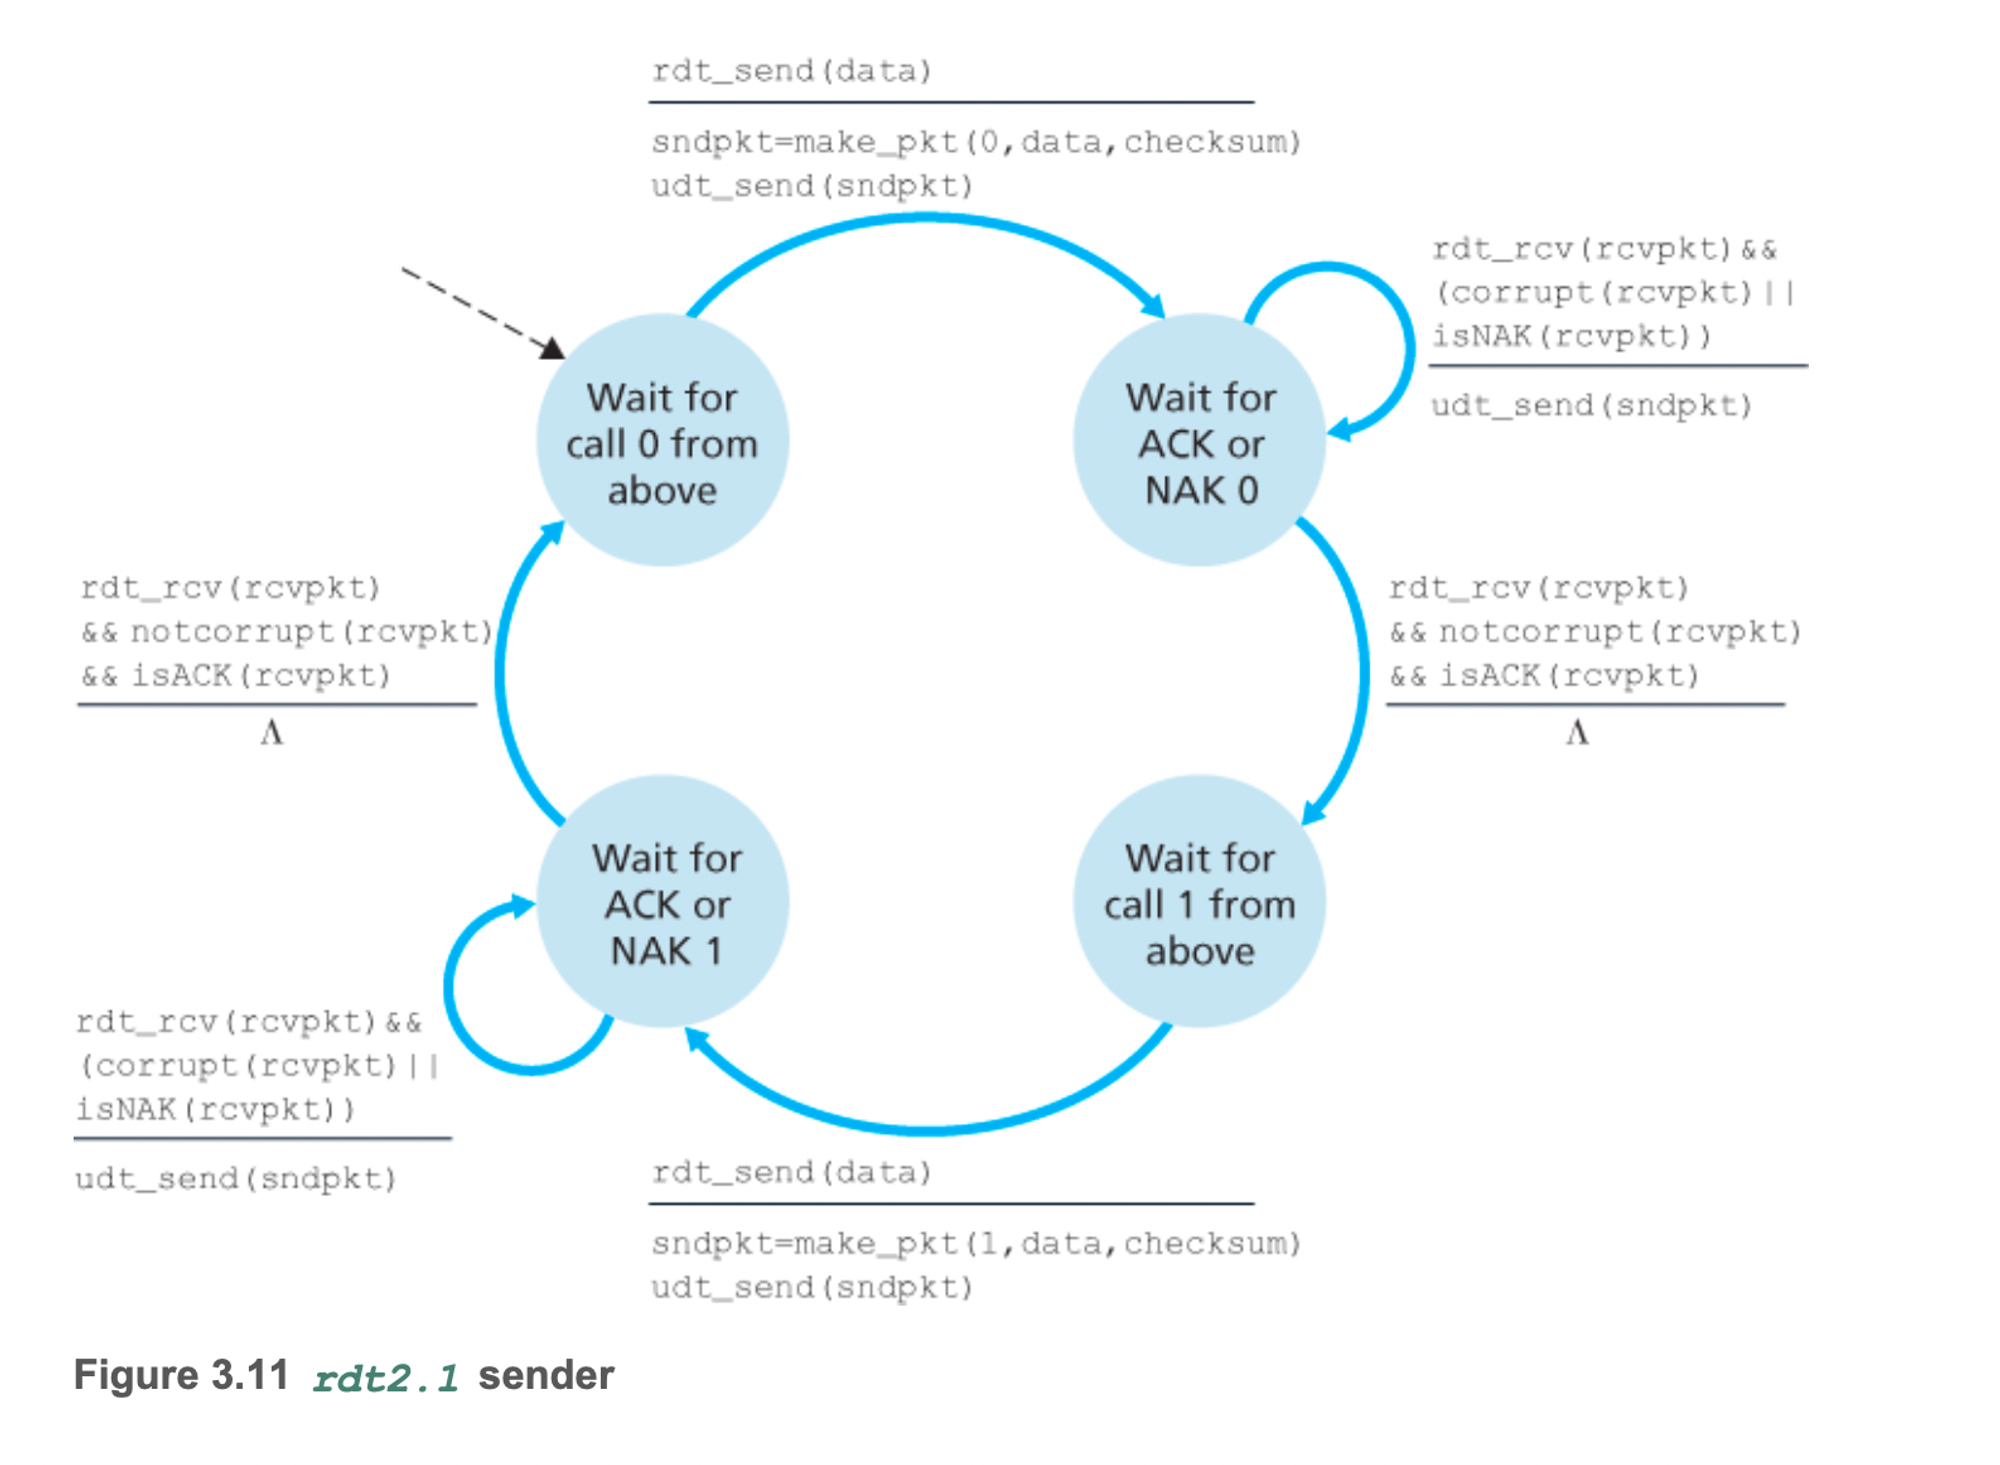 rdt_send(data)
sndpkt=make_pkt(0,data,checksum)
udt_send(sndpkt)
rdt_rcv(rcvpkt)&&
(corrupt(rcvpkt)||
isNAK(rcvpkt))
udt_send(sndpkt)
Wait for
call 0 from
above
Wait for
ACK or
NAK 0
rdt_rcv(rcvpkt)
&& notcorrupt(rcvpkt)
&& isACK(rcvpkt)
Λ
rdt_rcv(rcvpkt)
&& notcorrupt(rcvpkt)
&& isACK(rcvpkt)
Λ
Wait for
ACK or
NAK 1
Wait for
call 1 from
above
rdt_rcv(rcvpkt)&&
(corrupt(rcvpkt)||
isNAK(rcvpkt))
udt_send(sndpkt)
rdt_send(data)
sndpkt=make_pkt(1,data,checksum)
udt_send(sndpkt)
Figure 3.11 rdt2.1 sender